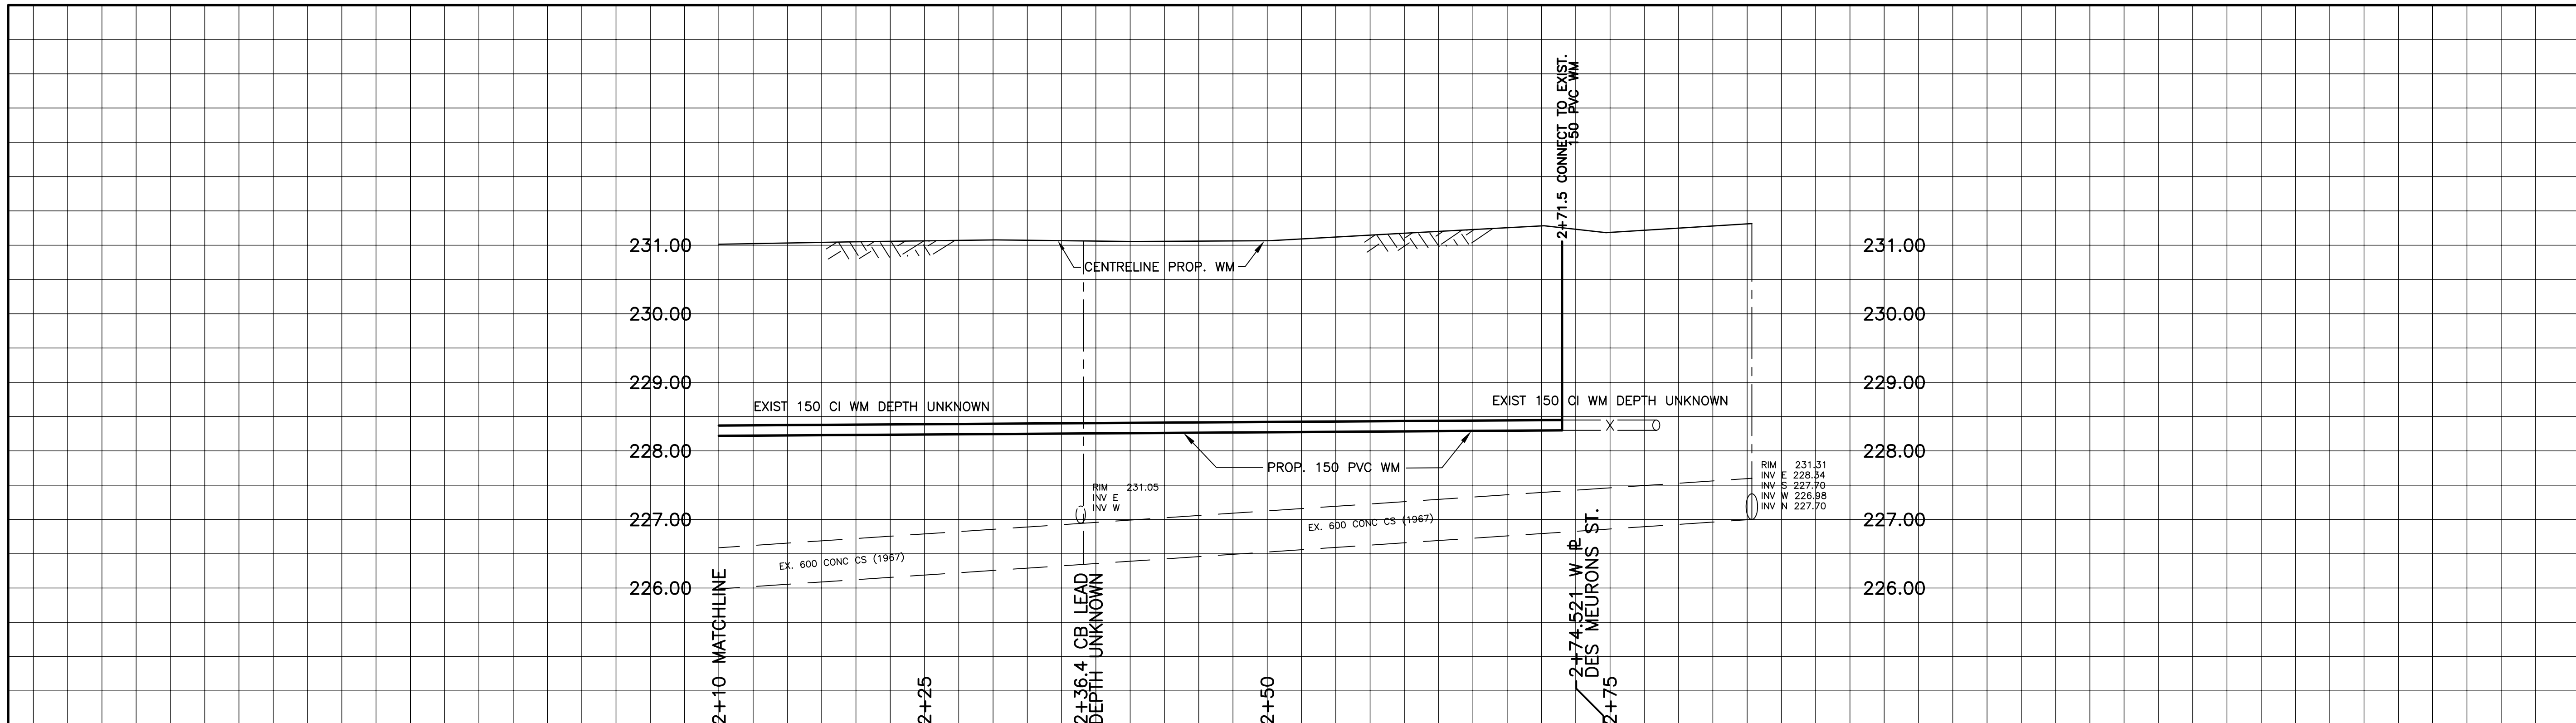 2+71.5 CONNECT TO EXIST.
150 PVC WM
231.00
231.00
CENTRELINE PROP. WM
230.00
230.00
229.00
229.00
EXIST 150 CI WM DEPTH UNKNOWN
EXIST 150 CI WM DEPTH UNKNOWN
X
228.00
228.00
PROP. 150 PVC WM
RIM 231.31
INV E 228.34
INV S 227.70
INV W 226.98
INV N 227.70
RIM 231.05
INV E
INV W
227.00
227.00
EX. 600 CONC CS (1967)
EX. 600 CONC CS (1967)
226.00
226.00
2+10 MATCHLINE
2+25
2+36.4 CB LEAD
DEPTH UNKNOWN
2+50
2+74.521 W PL
DES MEURONS ST.
2+75